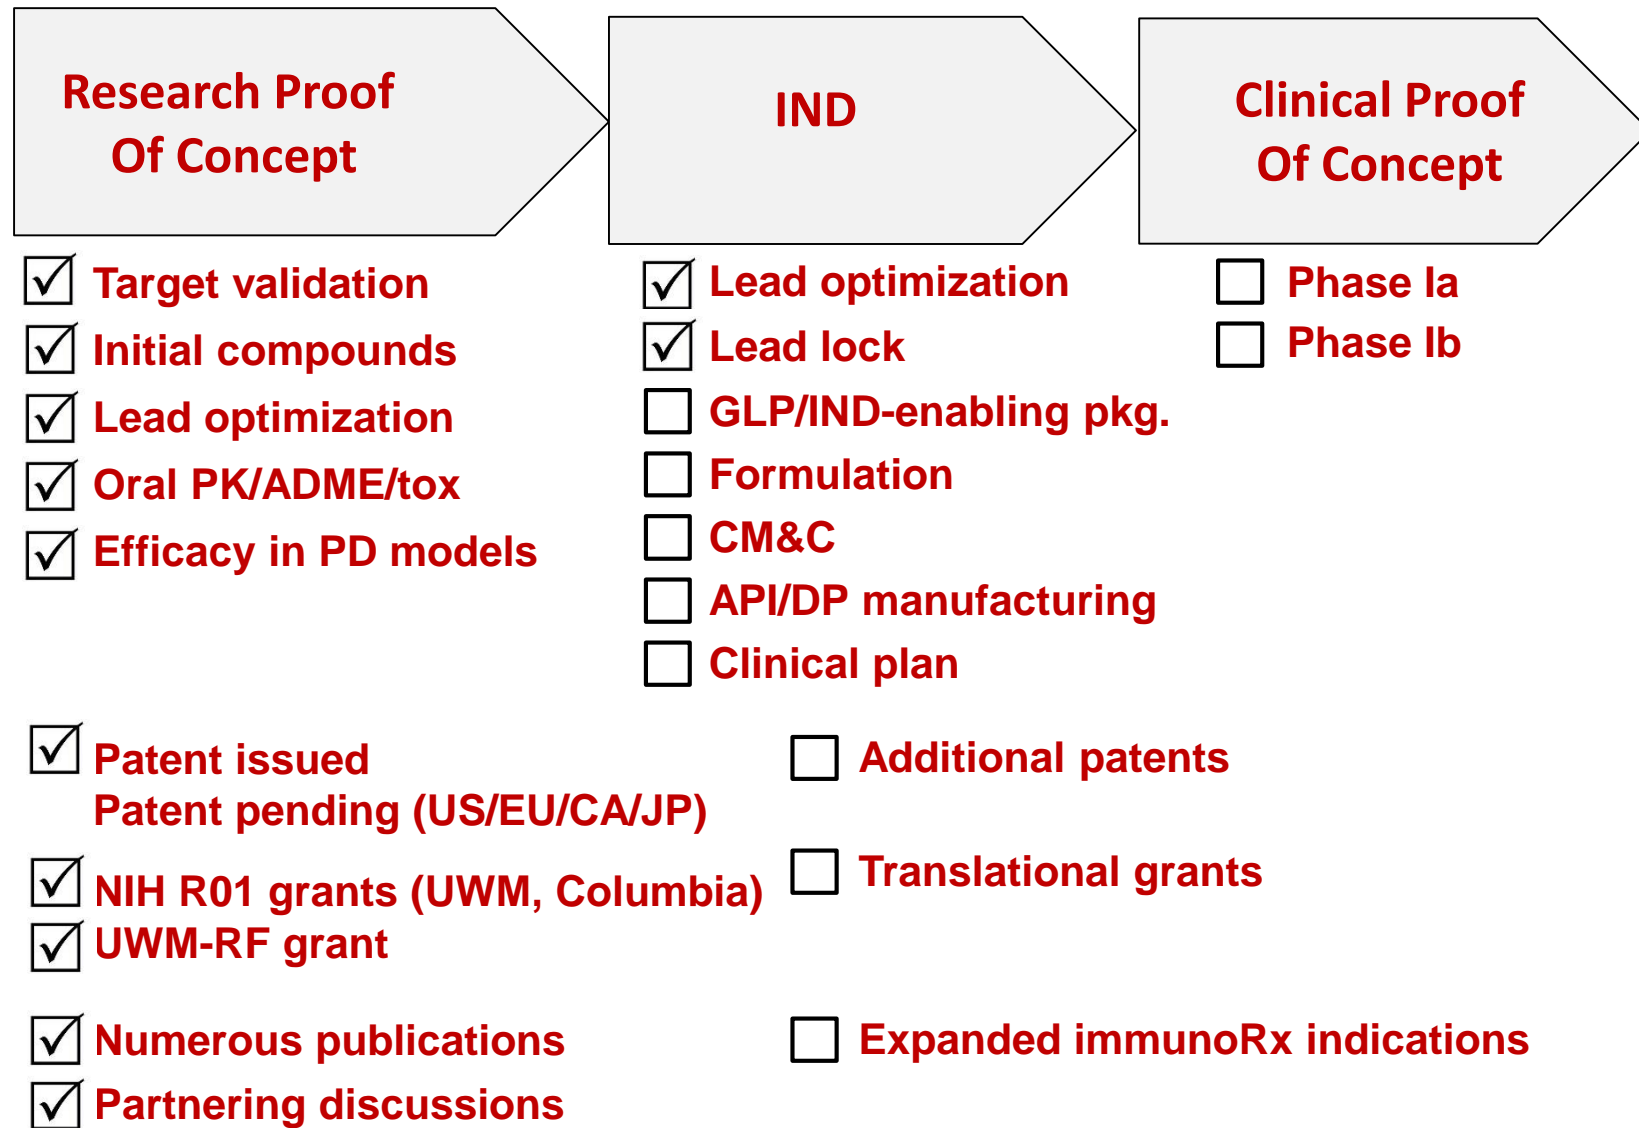 Research Proof
Of Concept
IND
Clinical Proof
Of Concept
Target validation
Initial compounds
Lead optimization
Oral PK/ADME/tox
Efficacy in PD models
Lead optimization
Lead lock
GLP/IND-enabling pkg.
Formulation
CM&C
API/DP manufacturing
Clinical plan
Phase Ia
Phase Ib
Patent issued
Patent pending (US/EU/CA/JP)
NIH R01 grants (UWM, Columbia)
UWM-RF grant
Numerous publications
Partnering discussions
Additional patents
Translational grants
Expanded immunoRx indications